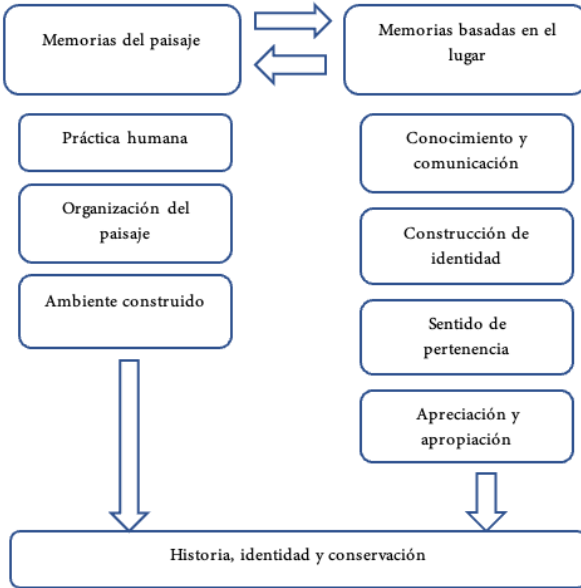 Memorias del paisaje
Memorias basadas en el
lugar
Práctica humana
Organización del
paisaje
Ambiente construido
Conocimiento y
comunicación
Construcción de
identidad
Sentido de
pertenencia
Apreciación y
apropiación
Historia, identidad y conservación